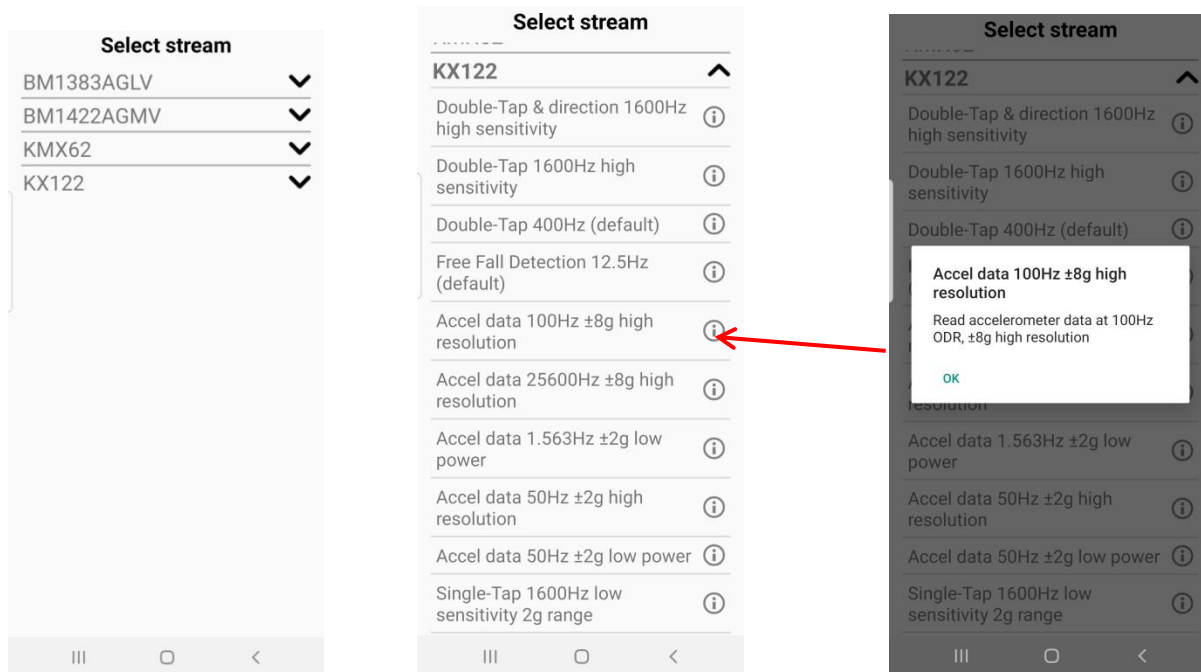 Select stream
BM1383AGLV
BM1422AGMV
KMX62
KX122
Select stream
KX122
Double-Tap & direction 1600Hz
high sensitivity
Double-Tap 1600Hz high
sensitivity
Double-Tap 400Hz (default)
Free Fall Detection 12.5Hz
(default)
Accel data 100Hz ±8g high
resolution
Accel data 25600Hz ±8g high
resolution
Accel data 1.563Hz ±2g low
power
Accel data 50Hz ±2g high
resolution
Accel data 50Hz ±2g low power
Single-Tap 1600Hz low
sensitivity 2g range
Select stream
KX122
Double-Tap & direction 1600Hz
high sensitivity
Double-Tap 1600Hz high
sensitivity
Double-Tap 400Hz (default)
Accel data 100Hz ±8g high
resolution
Read accelerometer data at 100Hz
ODR, ±8g high resolution
OK
resolution
Accel data 1.563Hz ±2g low
power
Accel data 50Hz ±2g high
resolution
Accel data 50Hz ±2g low power
Single-Tap 1600Hz low
sensitivity 2g range